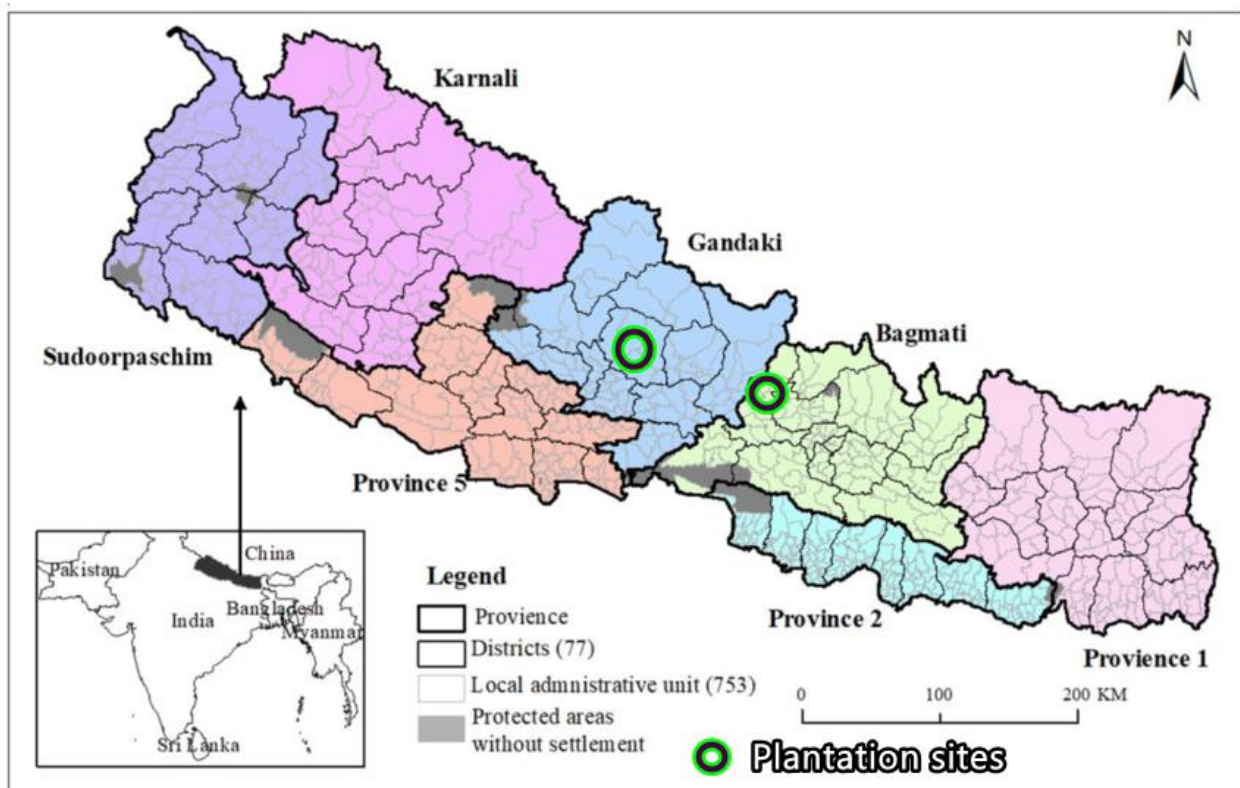 N
Karnali
Gandaki
Bagmati
Sudoorpaschim
Province 5
Province 2
Provience 1
China
Pakistan
India
Bangladesh
Myanmar
Sri Lanka
Legend
Provience
Districts (77)
Local admnistrative unit (753)
Protected areas
without settlement
0 100 200 KM
Plantation sites